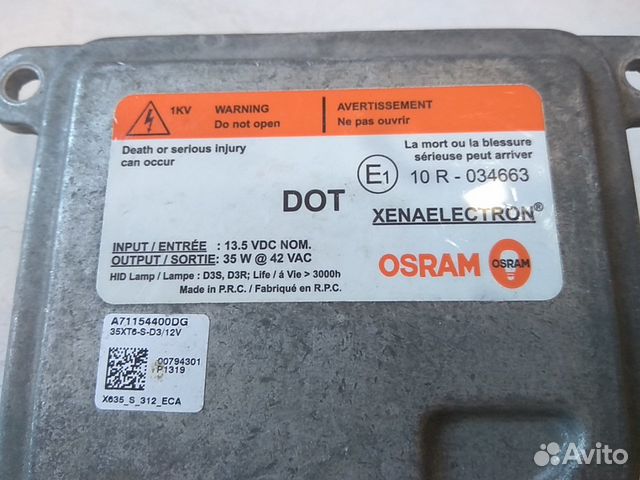 1KV
WARNING
Do not open
AVERTISSEMENT
Ne pas ouvrir
Death or serious injury
can occur
La mort ou la blessure
sérieuse peut arriver
DOT
E1 10 R - 034663
XENAELECTRON®
INPUT / ENTRÉE : 13.5 VDC NOM.
OUTPUT / SORTIE: 35 W @ 42 VAC
HID Lamp / Lampe : D3S, D3R; Life / á Vie > 3000h
Made in P.R.C. / Fabriqué en R.P.C.
OSRAM
OSRAM
A71154400DG
35XT6-S-D3/12V
00794301
P1319
X635_S_312_ECA
Avito